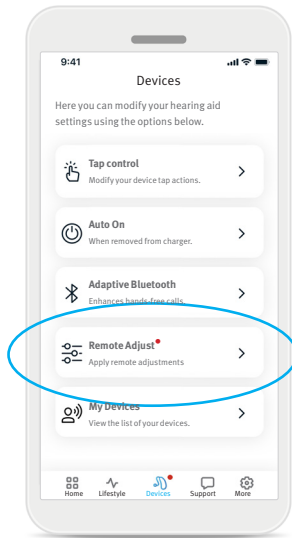 9:41
Devices
Here you can modify your hearing aid
settings using the options below.
Tap control
Modify your device tap actions.
Auto On
When removed from charger.
Adaptive Bluetooth
Enhances hands-free calls.
Remote Adjust
Apply remote adjustments
My Devices
View the list of your devices.
Home Lifestyle Devices Support More